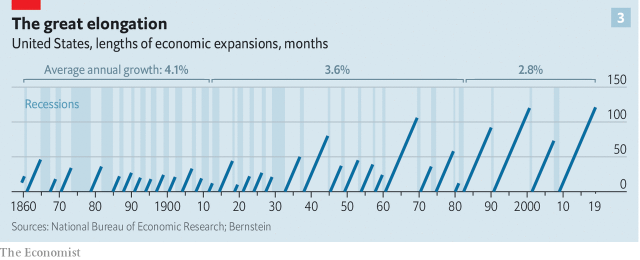 The great elongation
3
United States, lengths of economic expansions, months
Average annual growth: 4.1%
3.6%
2.8%
150
Recessions
100
50
0
1860 70 80 90 1900 10 20 30 40 50 60 70 80 90 2000 10 19
Sources: National Bureau of Economic Research; Bernstein
The Economist